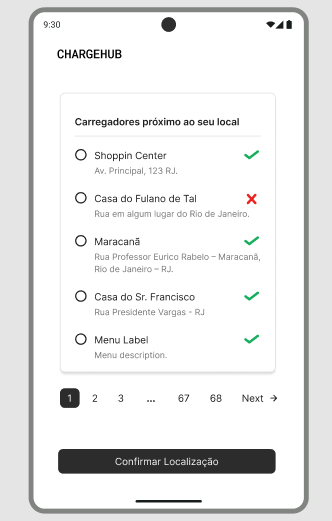 9:30
CHARGEHUB
Carregadores próximo ao seu local
Shoppin Center
Av. Principal, 123 RJ.
Casa do Fulano de Tal
Rua em algum lugar do Rio de Janeiro.
Maracanã
Rua Professor Eurico Rabelo – Maracanã,
Rio de Janeiro – RJ.
Casa do Sr. Francisco
Rua Presidente Vargas - RJ
Menu Label
Menu description.
1 2 3 ... 67 68 Next →
Confirmar Localização